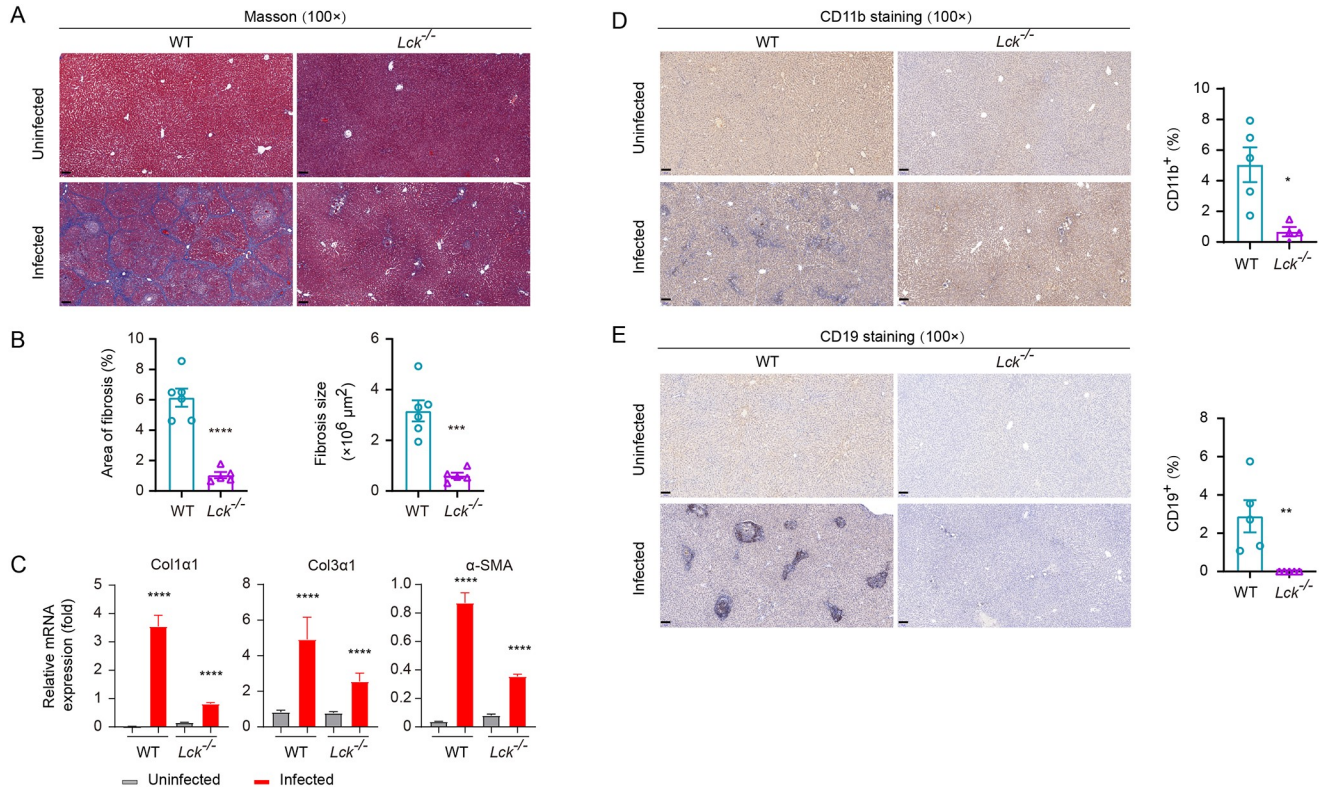 A
Masson (100×)
WT
Lck-/-
Uninfected
Infected
B
Area of fibrosis (%)
10
8
6
4
2
0
****
WT
Lck-/-
Fibrosis size
(×10⁶ μm2)
6
4
2
0
***
WT
Lck-/-
C
Relative mRNA
expression (fold)
Col1α1
5
4
3
2
1
0
****
****
WT
Lck-/-
Col3α1
8
6
4
2
0
****
****
WT
Lck-/-
α-SMA
1.0
0.8
0.6
0.4
0.2
0
****
****
WT
Lck-/-
Uninfected
Infected
D
CD11b staining (100×)
WT
Lck-/-
Uninfected
Infected
CD11b+ (%)
10
8
6
4
2
0
*
WT
Lck-/-
E
CD19 staining (100×)
WT
Lck-/-
Uninfected
Infected
CD19+ (%)
8
6
4
2
0
**
WT
Lck-/-